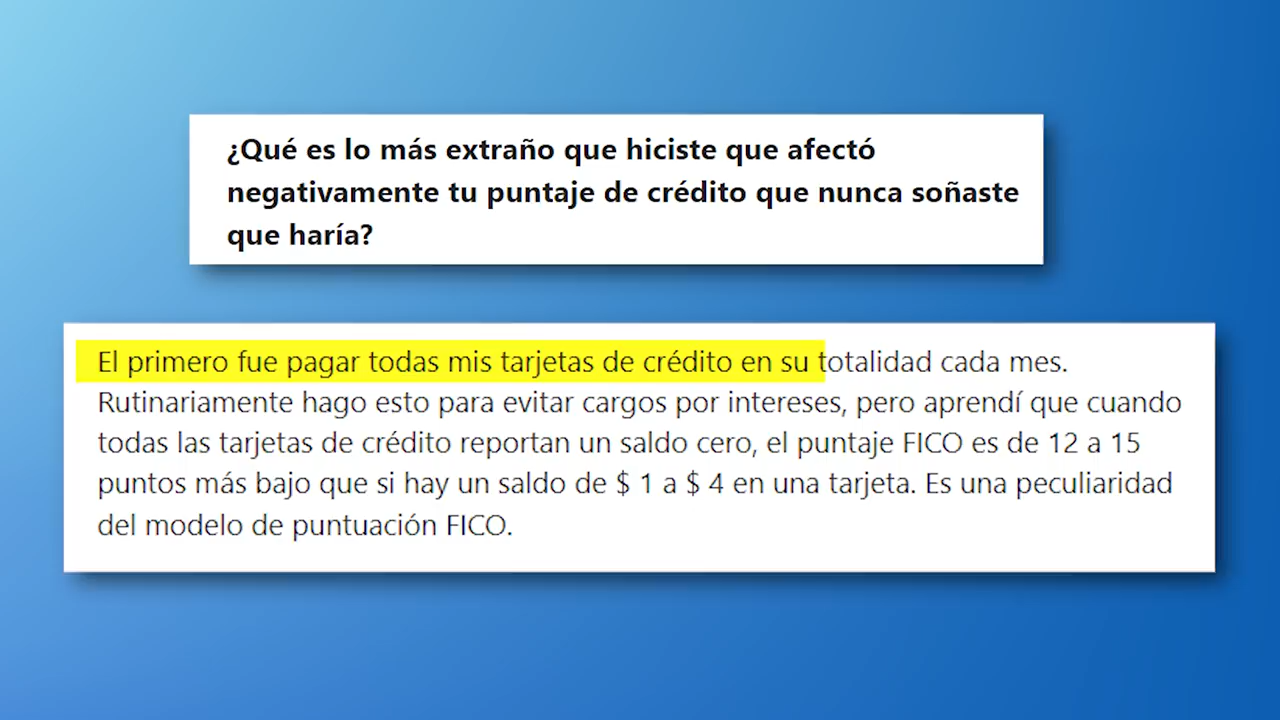 ¿Qué es lo más extraño que hiciste que afectó
negativamente tu puntaje de crédito que nunca soñaste
que haría?
El primero fue pagar todas mis tarjetas de crédito en su totalidad cada mes.
Rutinariamente hago esto para evitar cargos por intereses, pero aprendí que cuando
todas las tarjetas de crédito reportan un saldo cero, el puntaje FICO es de 12 a 15
puntos más bajo que si hay un saldo de $ 1 a $ 4 en una tarjeta. Es una peculiaridad
del modelo de puntuación FICO.